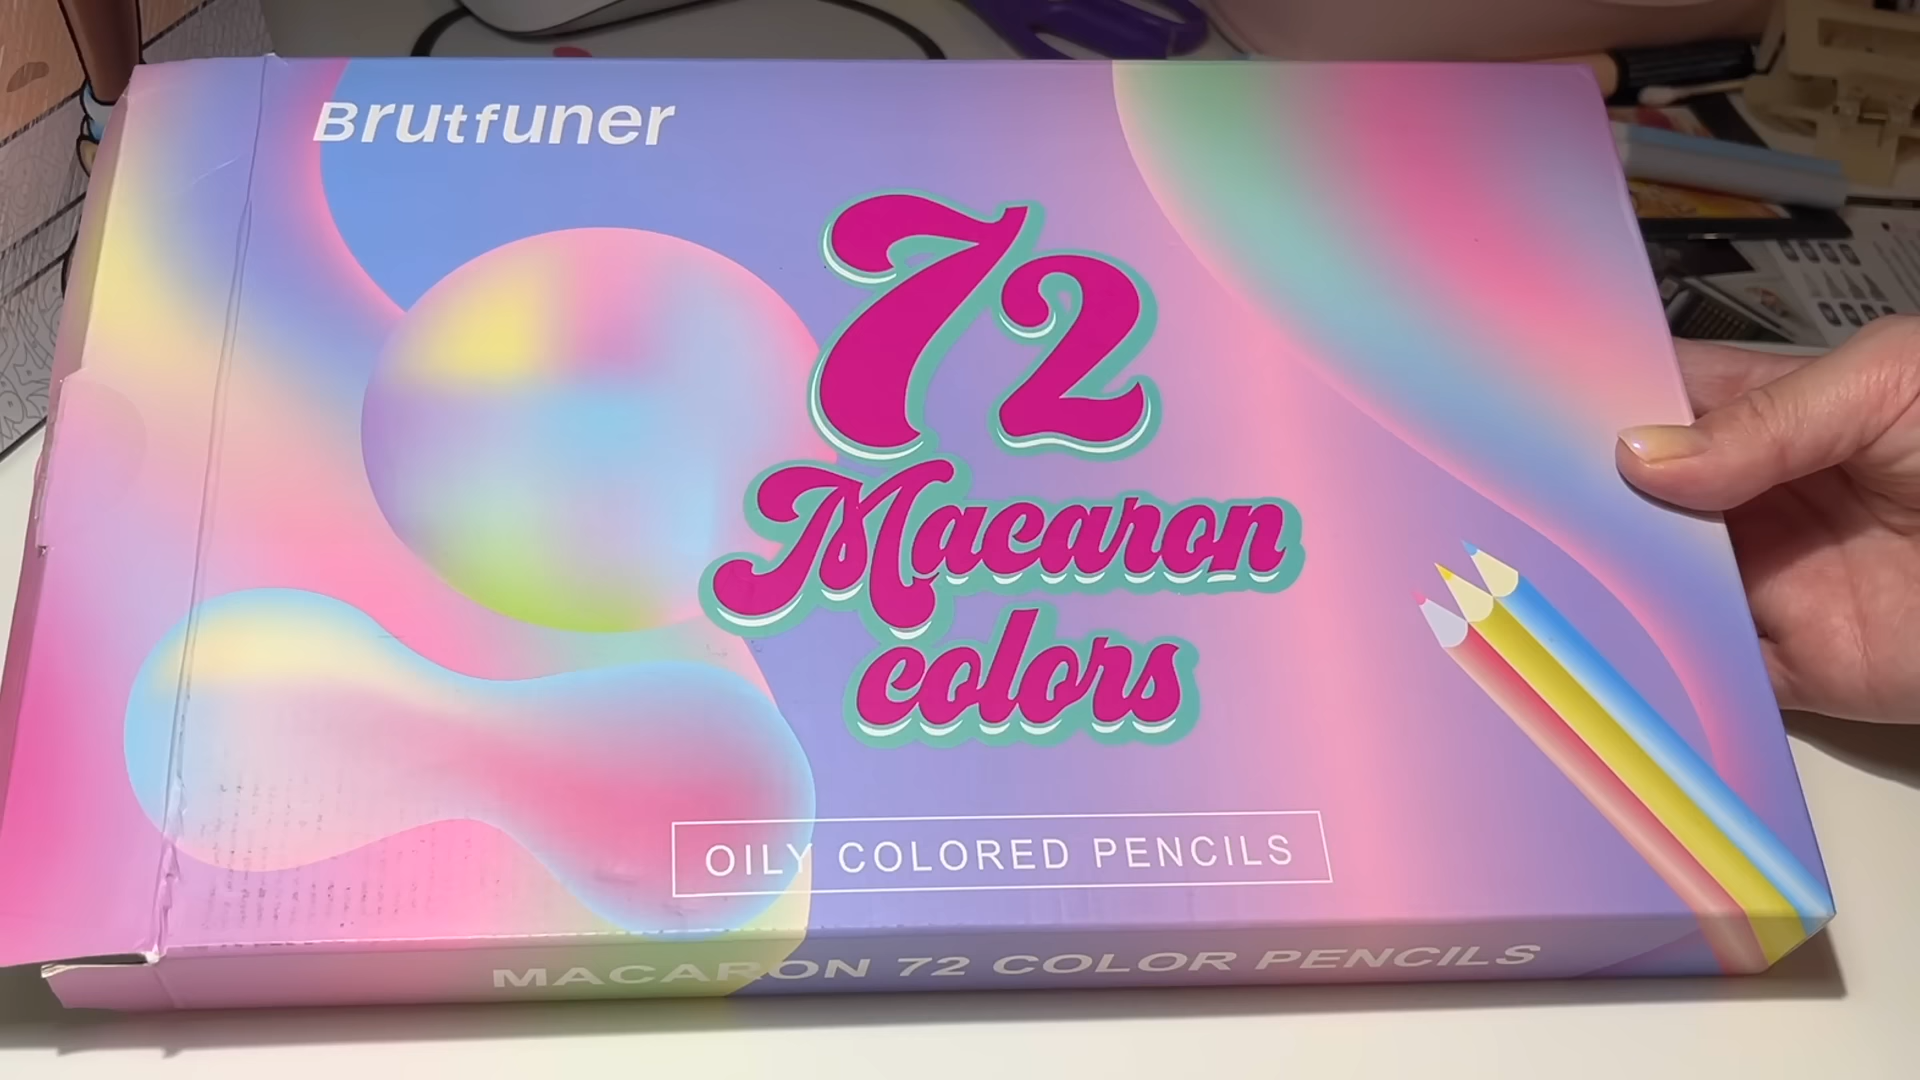 Brutfuner
72
Macaron
colors
OILY COLORED PENCILS
MACARON 72 COLOR PENCILS